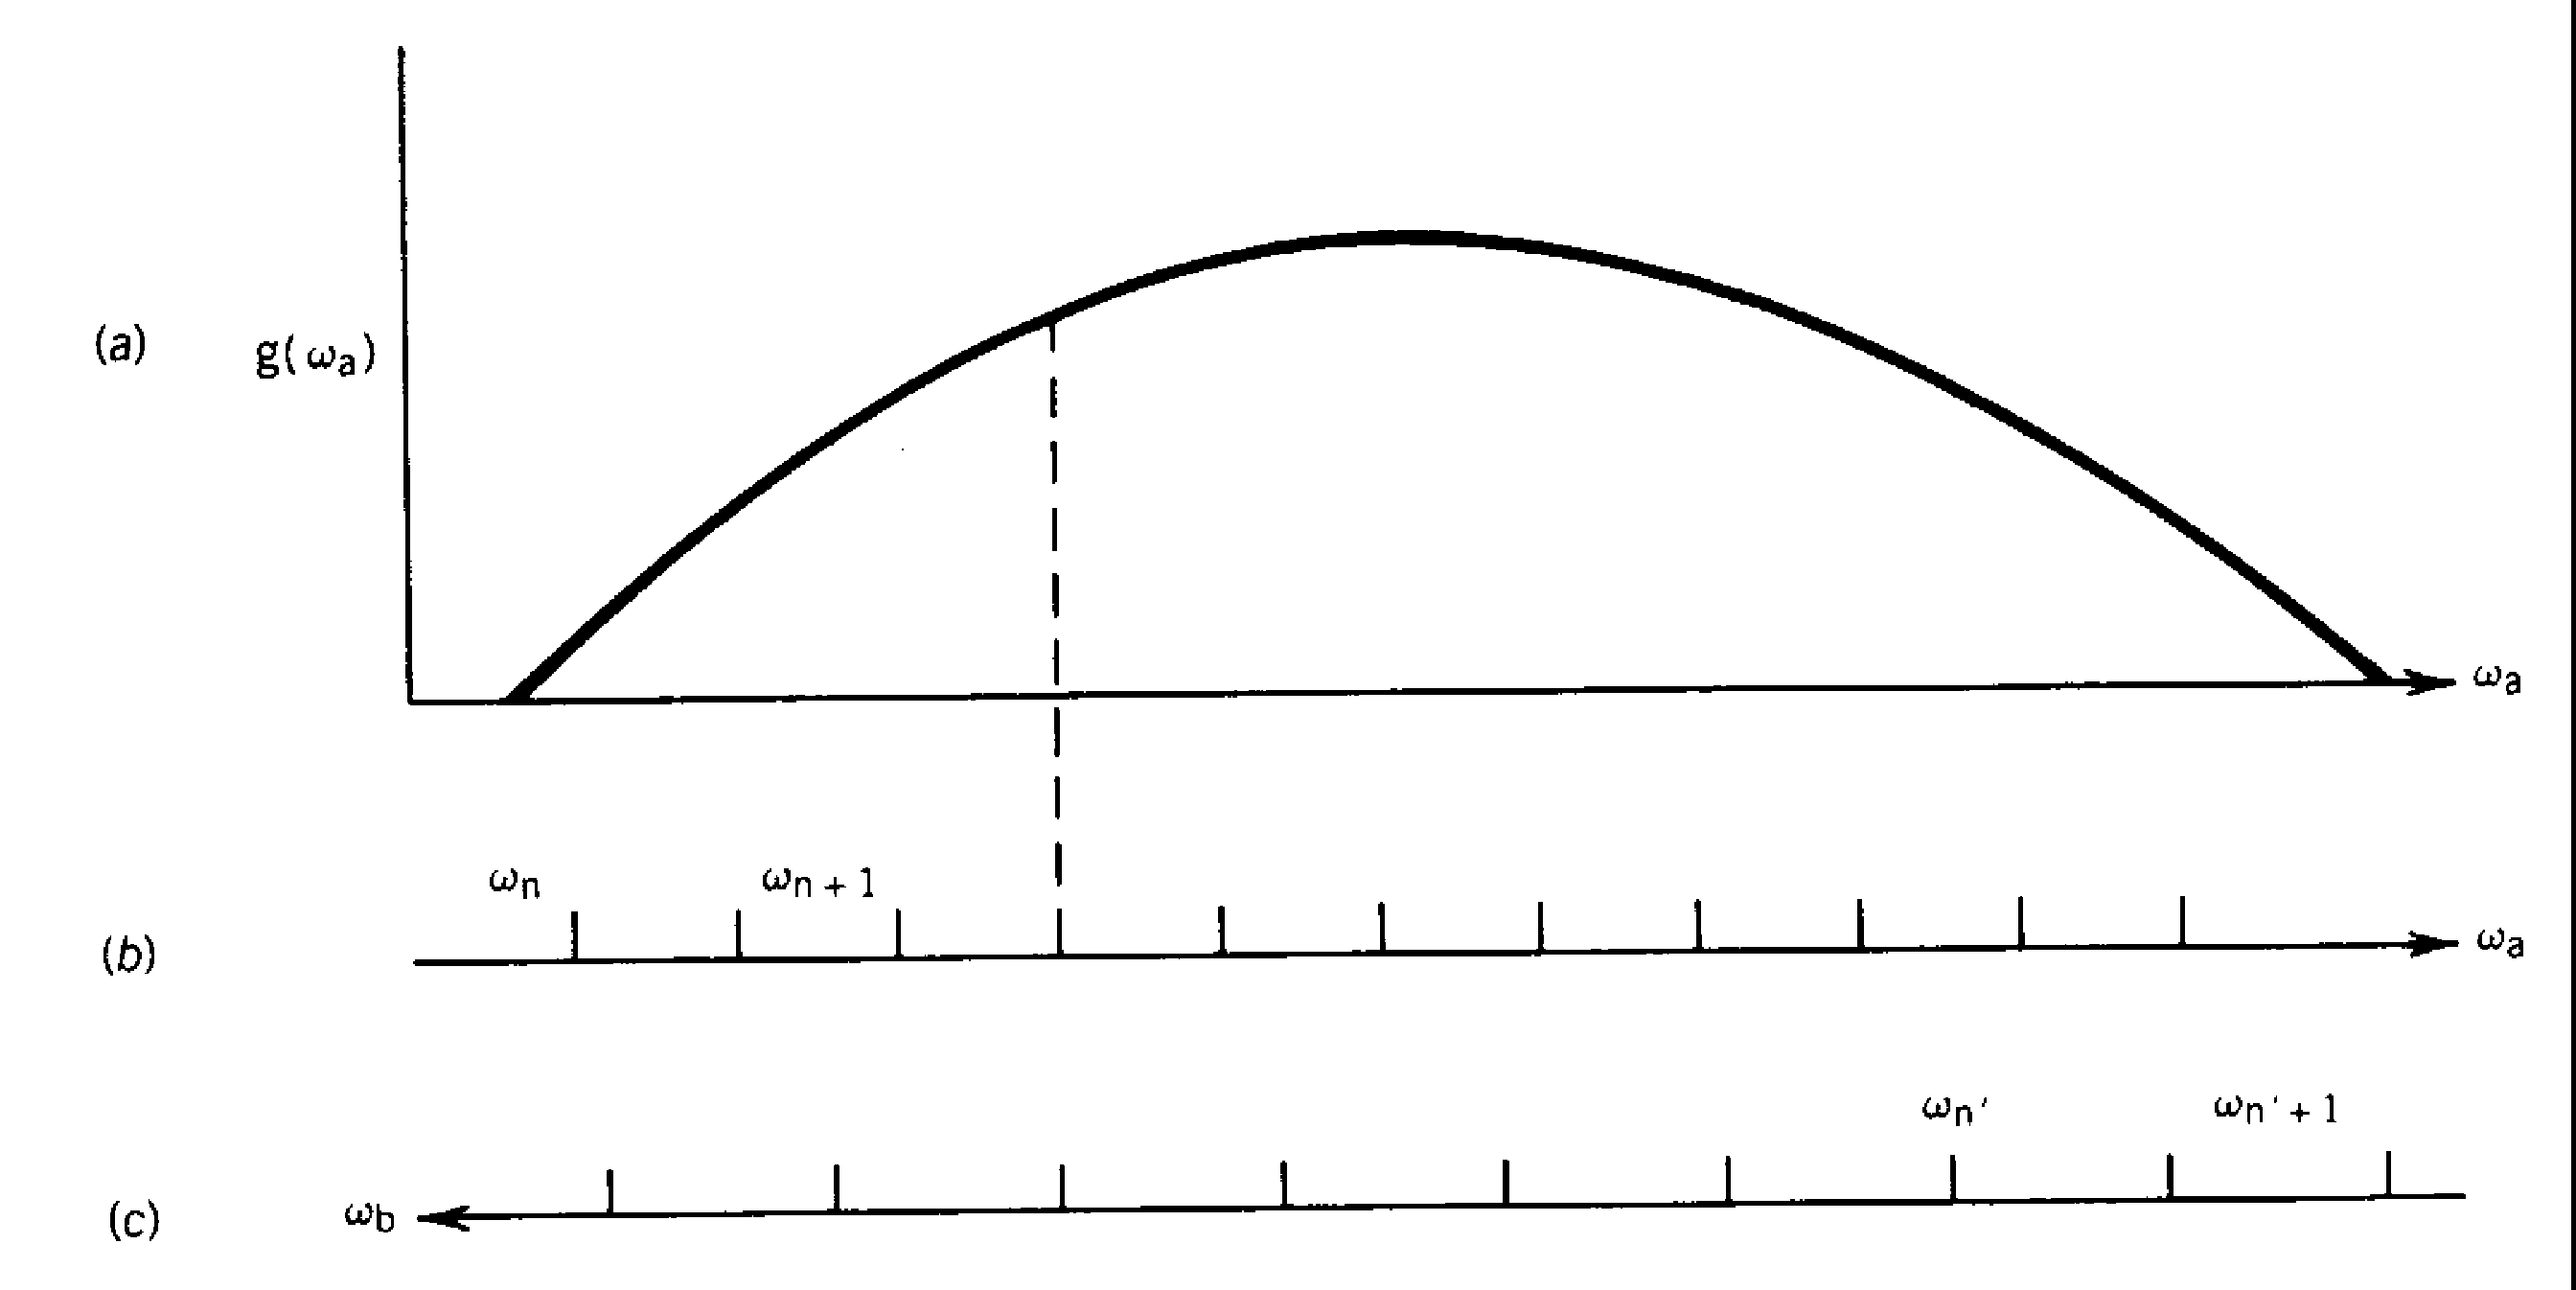 (a) g(ωa)
ωa
ωn ωn + 1
(b) ωa
ωn′ ωn′ + 1
(c) ωb